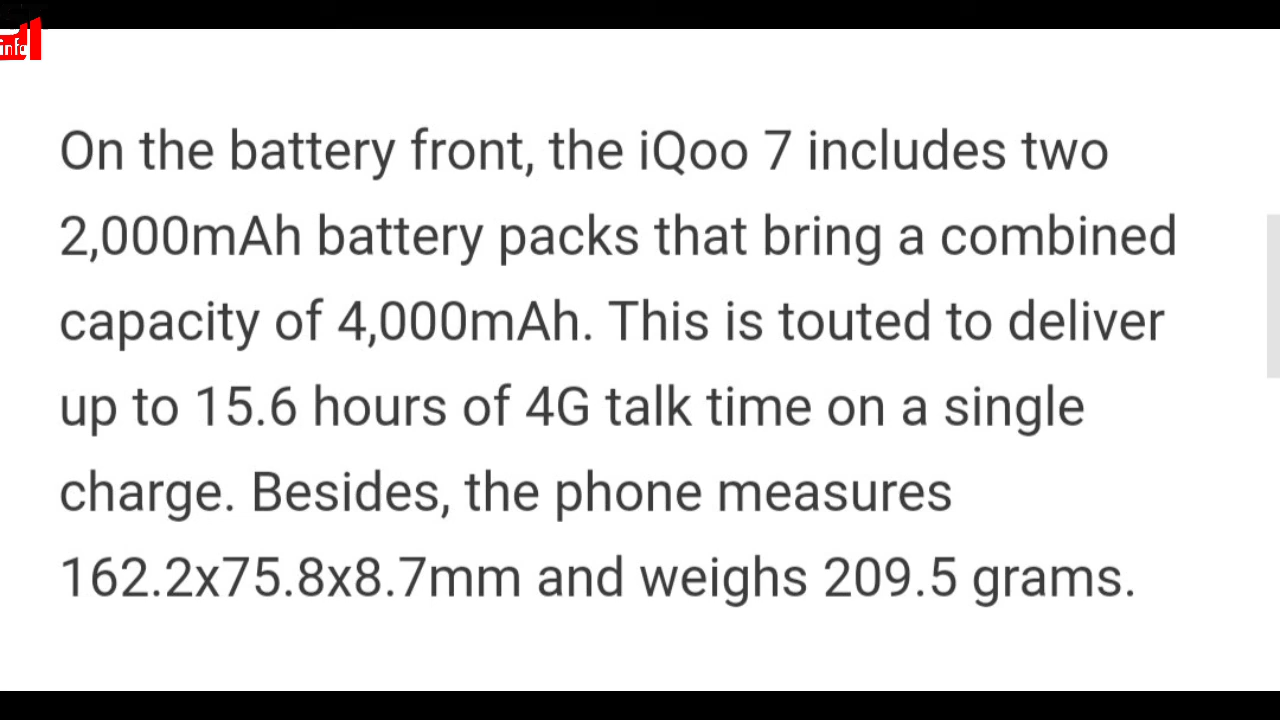 info
On the battery front, the iQoo 7 includes two
2,000mAh battery packs that bring a combined
capacity of 4,000mAh. This is touted to deliver
up to 15.6 hours of 4G talk time on a single
charge. Besides, the phone measures
162.2x75.8x8.7mm and weighs 209.5 grams.